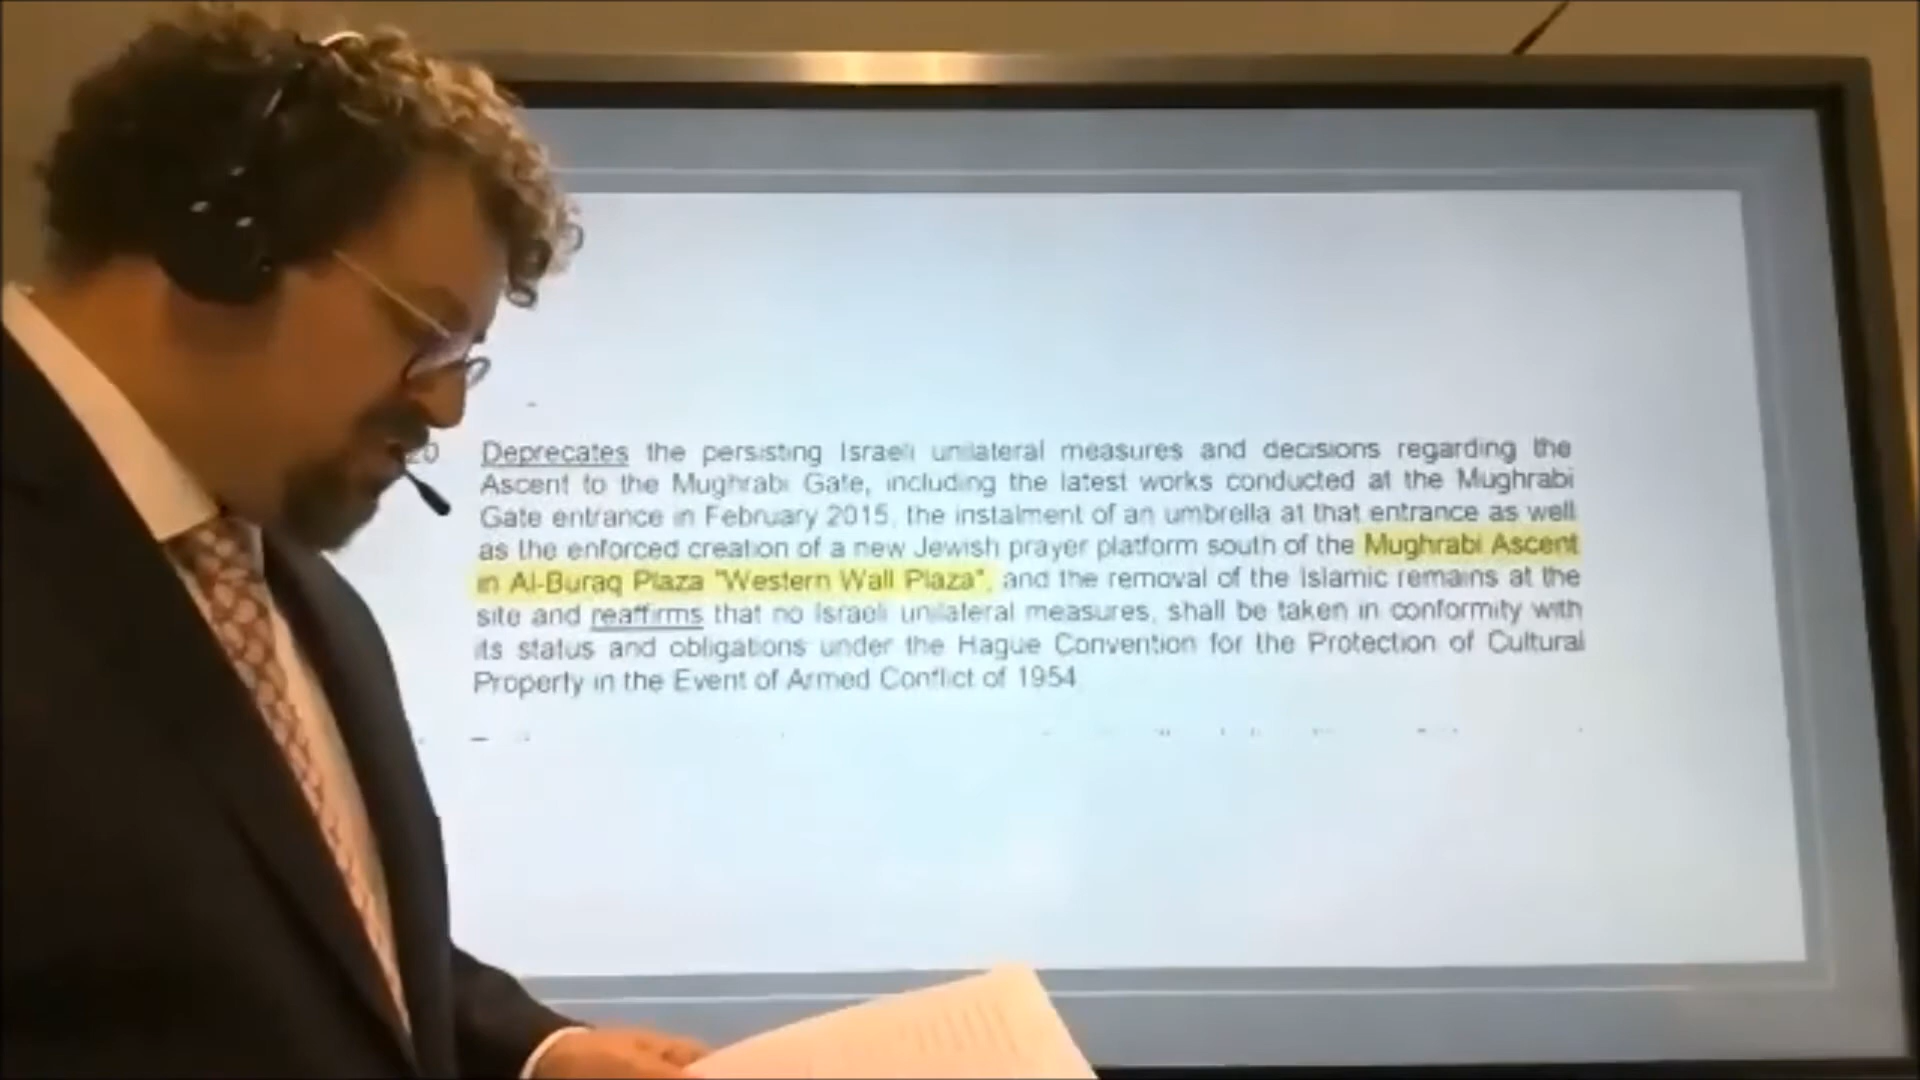 20 Deprecates the persisting Israeli unilateral measures and decisions regarding the
Ascent to the Mughrabi Gate, including the latest works conducted at the Mughrabi
Gate entrance in February 2015, the instalment of an umbrella at that entrance as well
as the enforced creation of a new Jewish prayer platform south of the Mughrabi Ascent
in Al-Buraq Plaza "Western Wall Plaza", and the removal of the Islamic remains at the
site and reaffirms that no Israeli unilateral measures, shall be taken in conformity with
its status and obligations under the Hague Convention for the Protection of Cultural
Property in the Event of Armed Conflict of 1954